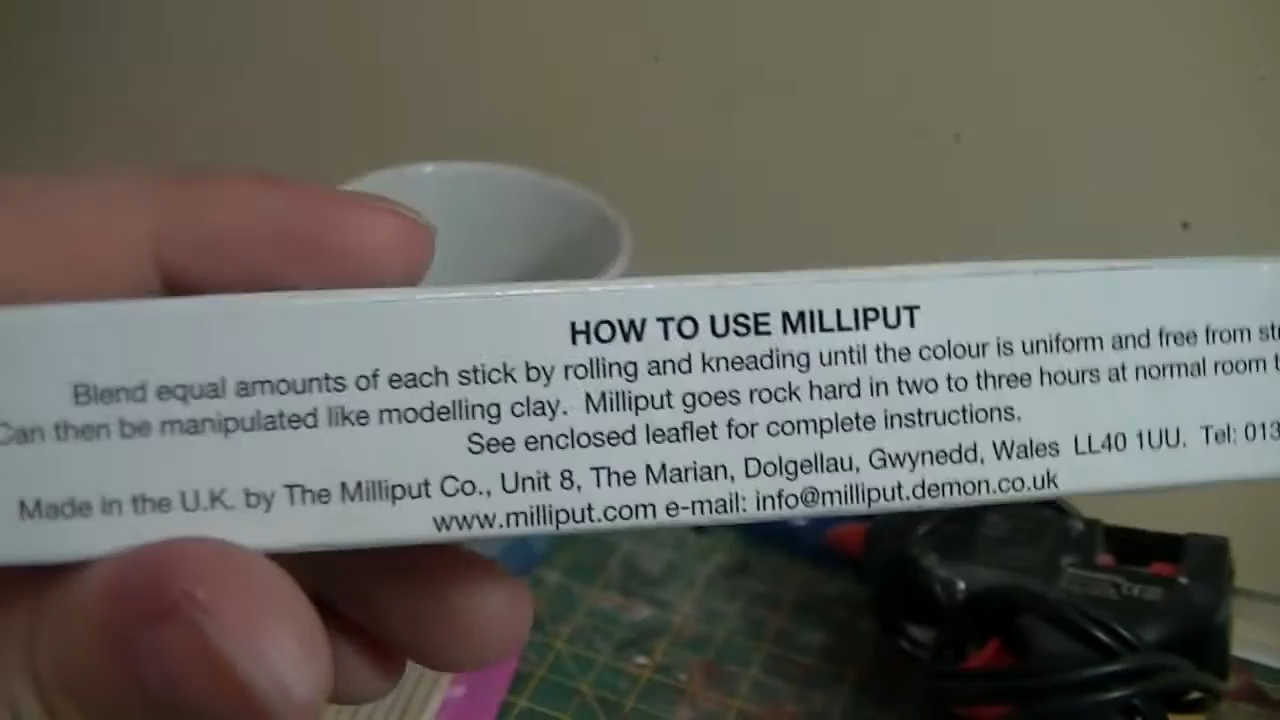 HOW TO USE MILLIPUT
Blend equal amounts of each stick by rolling and kneading until the colour is uniform and free from
Can then be manipulated like modelling clay. Milliput goes rock hard in two to three hours at normal room
See enclosed leaflet for complete instructions.
Made in the U.K. by The Milliput Co., Unit 8, The Marian, Dolgellau, Gwynedd, Wales LL40 1UU. Tel: 013
www.milliput.com e-mail: info@milliput.demon.co.uk